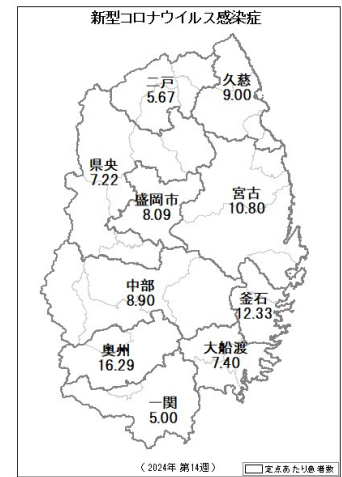 新型コロナウイルス感染症
二戸
5.67
久慈
9.00
県央
7.22
盛岡市
8.09
宮古
10.80
中部
8.90
釜石
12.33
奥州
16.29
大船渡
7.40
一関
5.00
（2024年 第14週）
定点あたり患者数